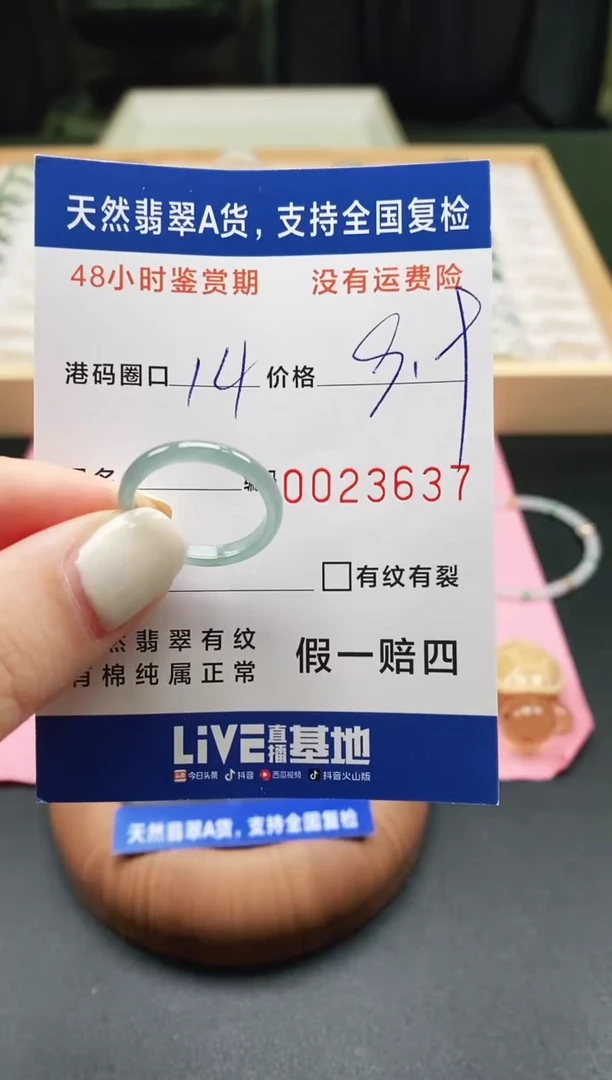 天然翡翠A货，支持全国复检
48小时鉴赏期 没有运费险
港码圈口 14 价格
0023637
□有纹有裂
然翡翠有纹
有棉纯属正常
假一赔四
LiVE直播基地
今日头条 抖音 西瓜视频 抖音火山版
天然翡翠A货，支持全国复检